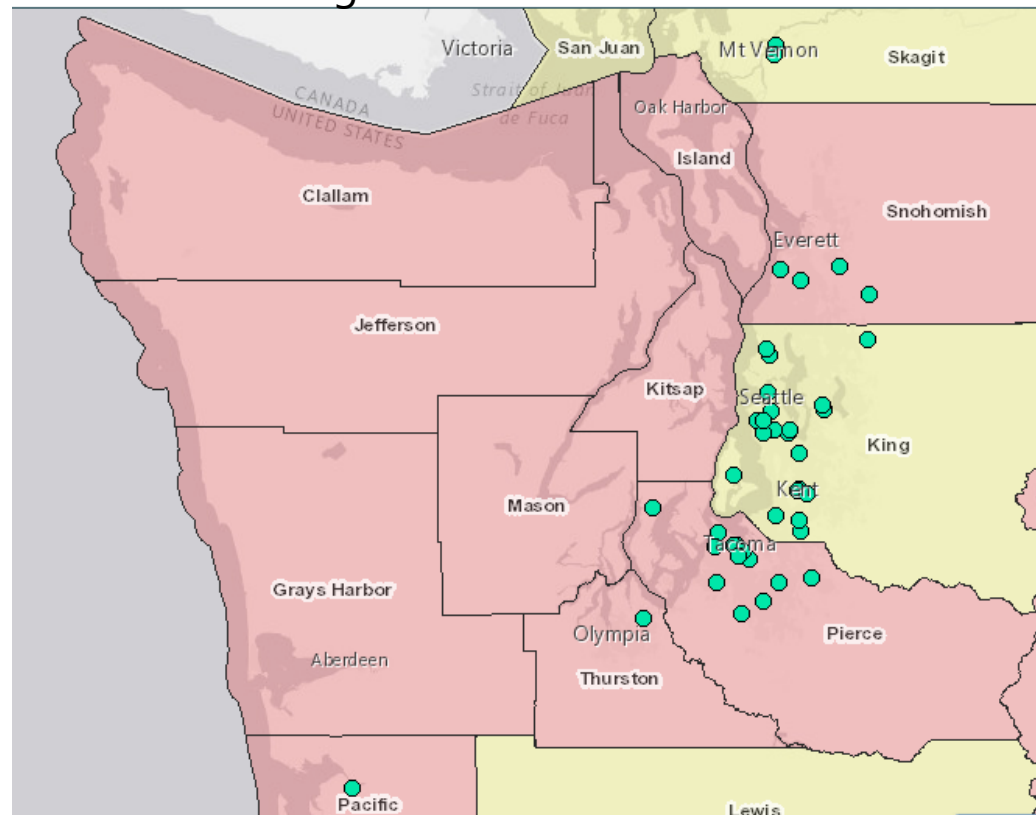 g
Victoria
San Juan
Mt Vernon
Skagit
Strait of Juan
de Fuca
CANADA
UNITED STATES
Oak Harbor
Island
Clallam
Snohomish
Everett
Jefferson
Kitsap
Seattle
King
Mason
Kent
Tacoma
Grays Harbor
Olympia
Pierce
Aberdeen
Thurston
Pacific
Lewis